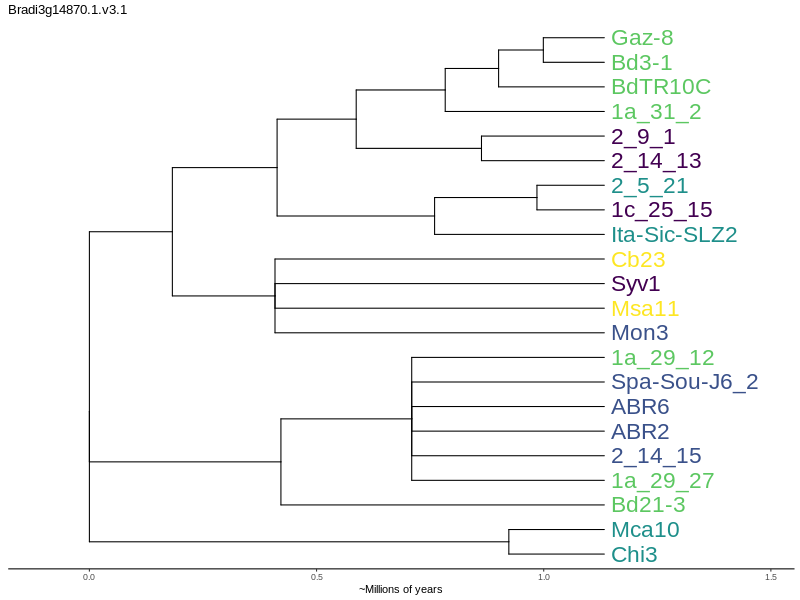 Bradi3g14870.1.v3.1
Gaz-8
Bd3-1
BdTR10C
1a_31_2
2_9_1
2_14_13
2_5_21
1c_25_15
Ita-Sic-SLZ2
Cb23
Syv1
Msa11
Mon3
1a_29_12
Spa-Sou-J6_2
ABR6
ABR2
2_14_15
1a_29_27
Bd21-3
Mca10
Chi3
0.0 0.5 1.0 1.5
~Millions of years